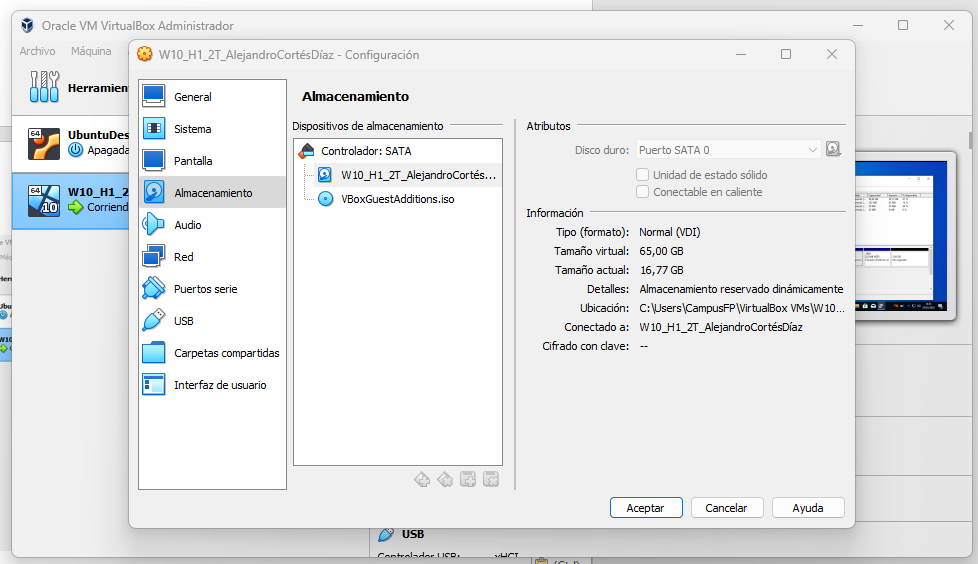 Oracle VM VirtualBox Administrador
Archivo Máquina
W10_H1_2T_AlejandroCortésDíaz - Configuración
Herramien
64
UbuntuDes
Apagada
64
10
W10_H1_2
Corriend
General
Sistema
Pantalla
Almacenamiento
Audio
Red
Puertos serie
USB
Carpetas compartidas
Interfaz de usuario
Almacenamiento
Dispositivos de almacenamiento
Controlador: SATA
W10_H1_2T_AlejandroCortés...
VBoxGuestAdditions.iso
Atributos
Disco duro: Puerto SATA 0
Unidad de estado sólido
Conectable en caliente
Información
Tipo (formato): Normal (VDI)
Tamaño virtual: 65,00 GB
Tamaño actual: 16,77 GB
Detalles: Almacenamiento reservado dinámicamente
Ubicación: C:\Users\CampusFP\VirtualBox VMs\W10...
Conectado a: W10_H1_2T_AlejandroCortésDíaz
Cifrado con clave: --
Aceptar Cancelar Ayuda
USB
Controlador USB: xHCI